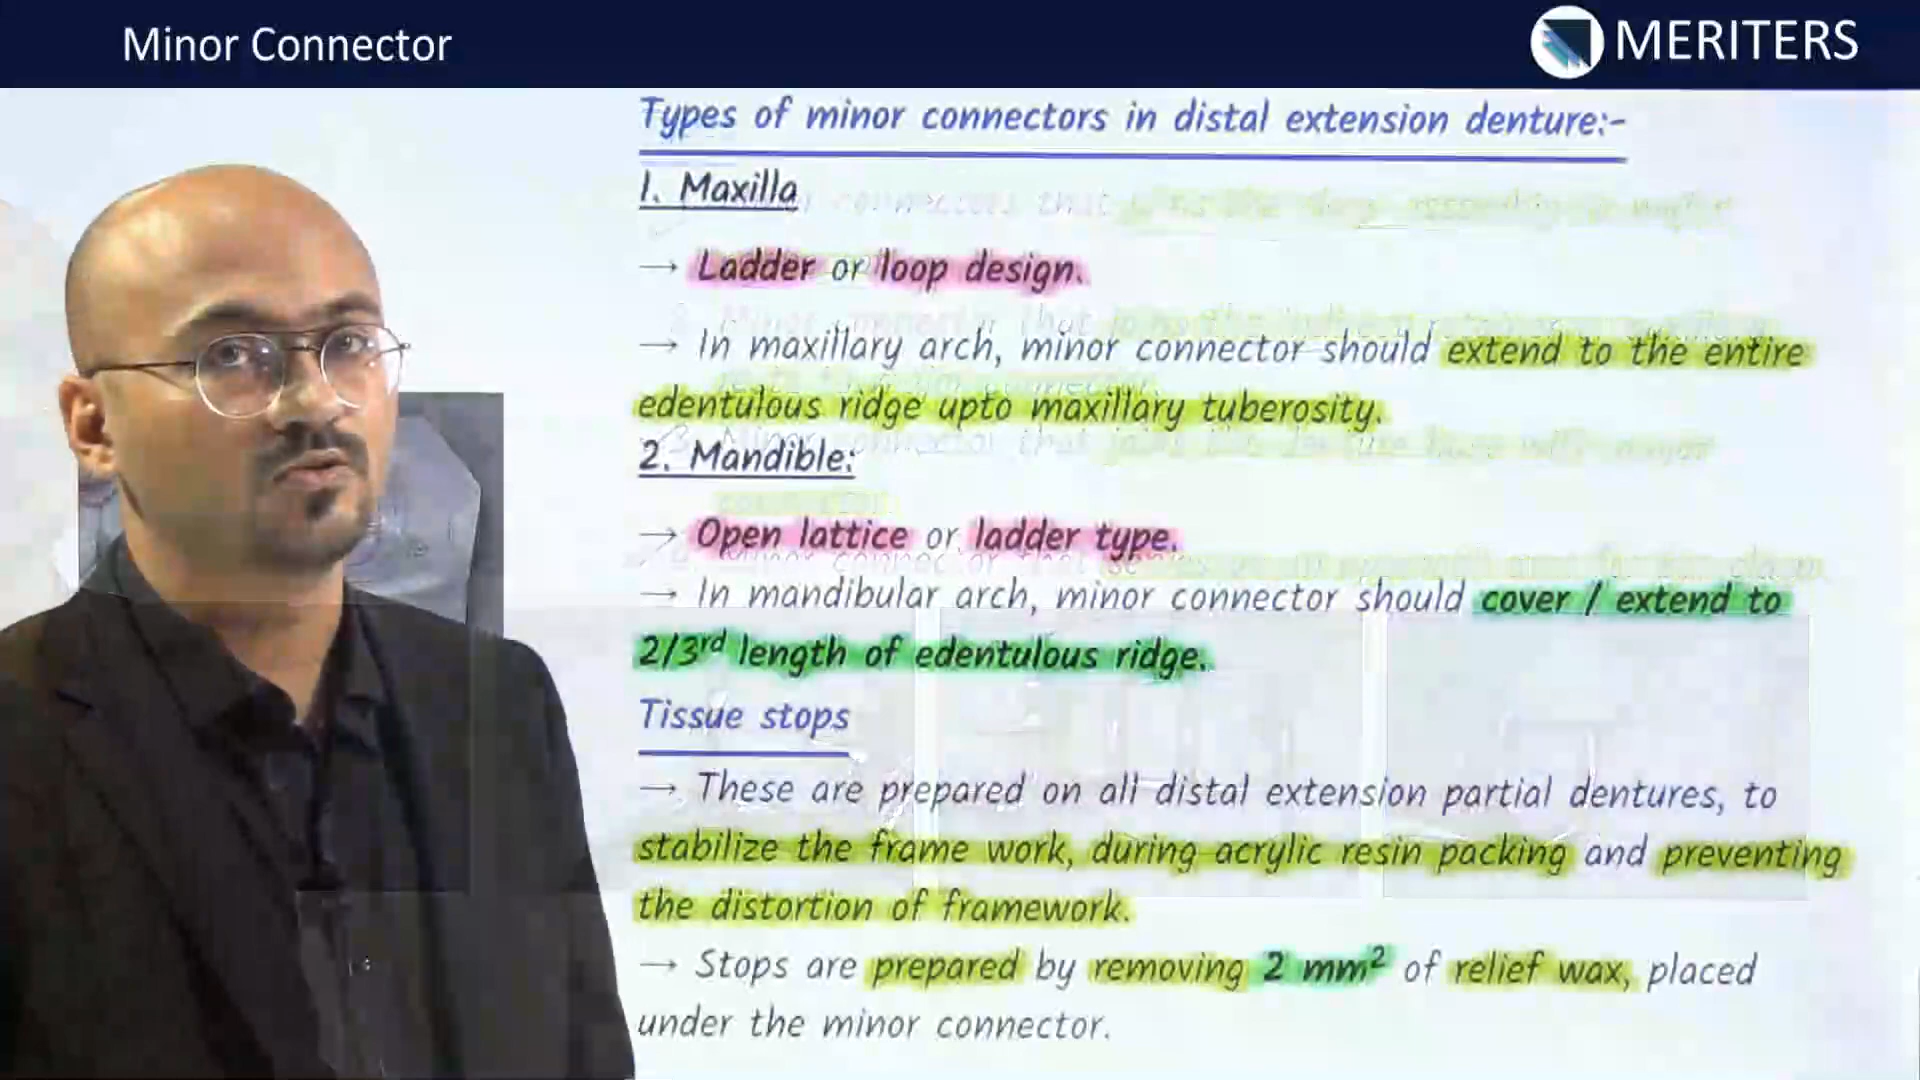 Minor Connector
MERITERS
Types of minor connectors in distal extension denture:-
1. Maxilla
→ Ladder or loop design.
→ In maxillary arch, minor connector should extend to the entire
edentulous ridge upto maxillary tuberosity.
2. Mandible:
→ Open lattice or ladder type.
→ In mandibular arch, minor connector should cover / extend to
2/3rd length of edentulous ridge.
Tissue stops
→ These are prepared on all distal extension partial dentures, to
stabilize the frame work, during acrylic resin packing and preventing
the distortion of framework.
→ Stops are prepared by removing 2 mm² of relief wax, placed
under the minor connector.